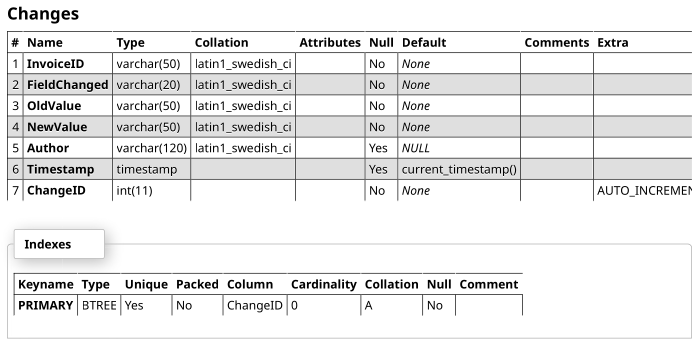 Changes
# Name Type Collation Attributes Null Default Comments Extra
1 InvoiceID varchar(50) latin1_swedish_ci No None
2 FieldChanged varchar(20) latin1_swedish_ci No None
3 OldValue varchar(50) latin1_swedish_ci No None
4 NewValue varchar(50) latin1_swedish_ci No None
5 Author varchar(120) latin1_swedish_ci Yes NULL
6 Timestamp timestamp Yes current_timestamp()
7 ChangeID int(11) No None AUTO_INCREMEN
Indexes
Keyname Type Unique Packed Column Cardinality Collation Null Comment
PRIMARY BTREE Yes No ChangeID 0 A No